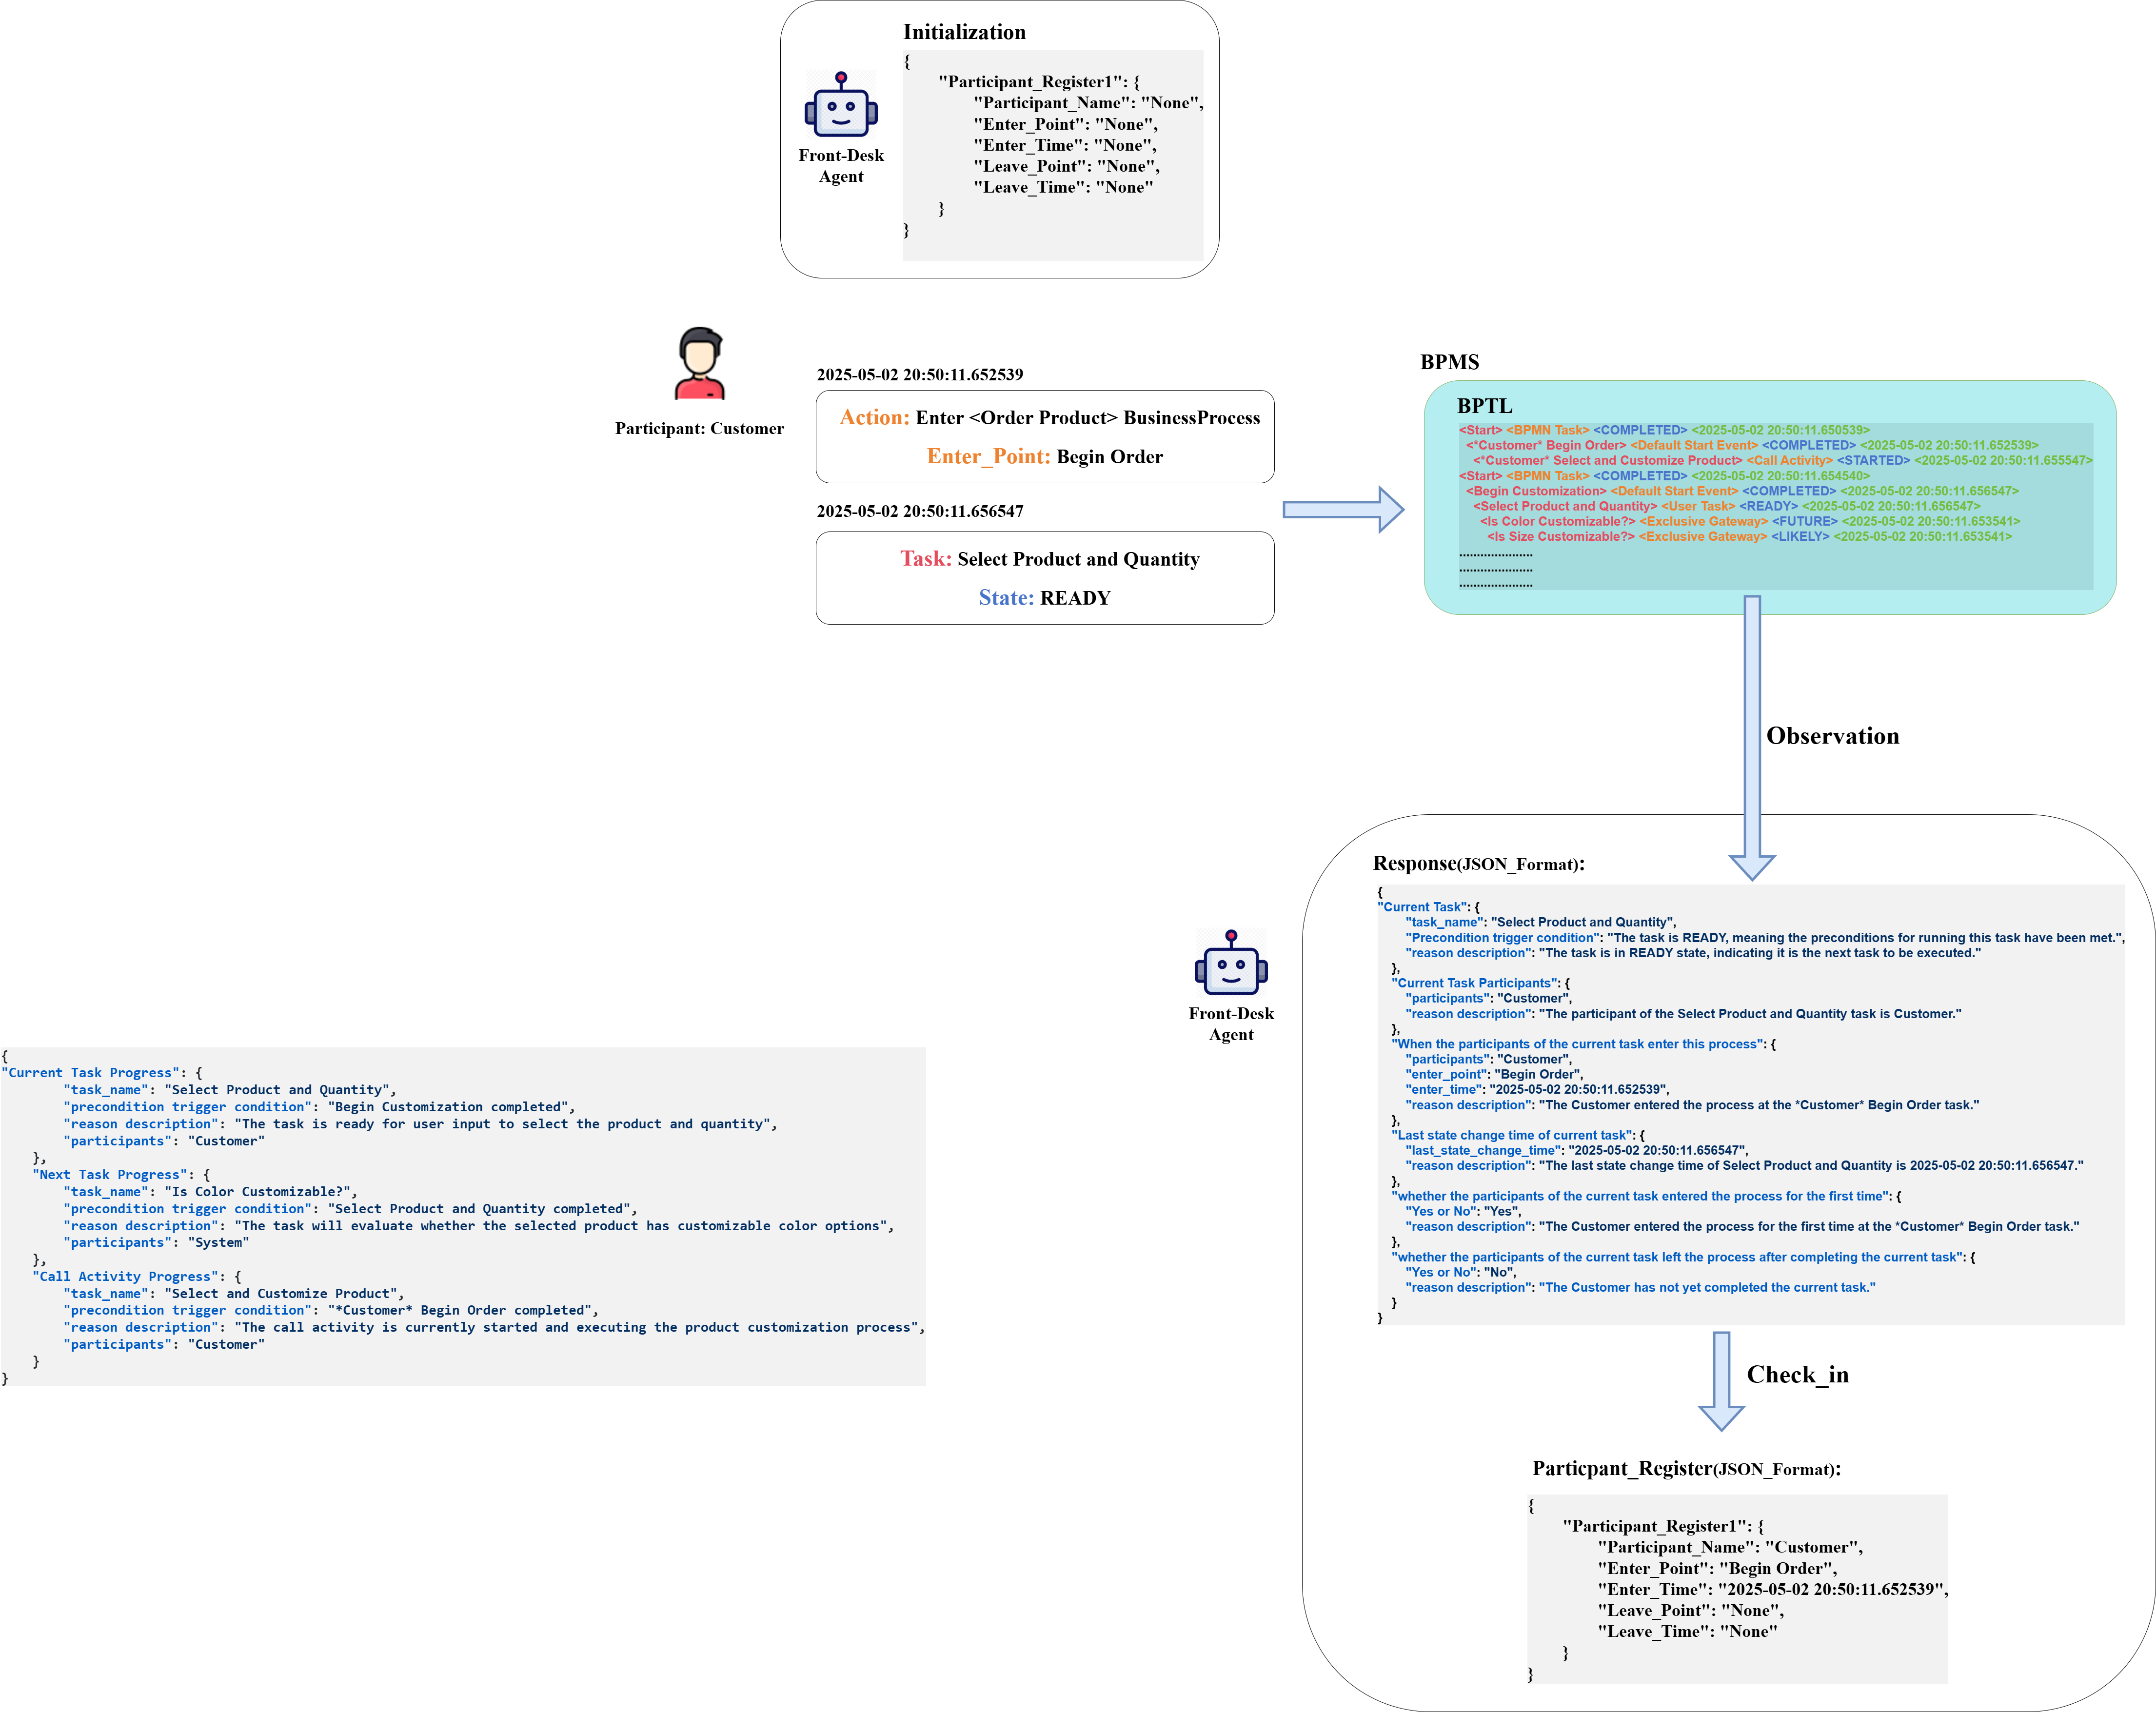 Initialization
{
"Participant_Register1": {
"Participant_Name": "None",
"Enter_Point": "None",
"Enter_Time": "None",
"Leave_Point": "None",
"Leave_Time": "None"
}
}
Front-Desk
Agent
Participant: Customer
2025-05-02 20:50:11.652539
Action: Enter <Order Product> BusinessProcess
Enter_Point: Begin Order
2025-05-02 20:50:11.656547
Task: Select Product and Quantity
State: READY
BPMS
BPTL
<Start> <BPMN Task> <COMPLETED> <2025-05-02 20:50:11.650539>
<*Customer* Begin Order> <Default Start Event> <COMPLETED> <2025-05-02 20:50:11.652539>
<*Customer* Select and Customize Product> <Call Activity> <STARTED> <2025-05-02 20:50:11.655547>
<Start> <BPMN Task> <COMPLETED> <2025-05-02 20:50:11.654540>
<Begin Customization> <Default Start Event> <COMPLETED> <2025-05-02 20:50:11.656547>
<Select Product and Quantity> <User Task> <READY> <2025-05-02 20:50:11.656547>
<Is Color Customizable?> <Exclusive Gateway> <FUTURE> <2025-05-02 20:50:11.653541>
<Is Size Customizable?> <Exclusive Gateway> <LIKELY> <2025-05-02 20:50:11.653541>
.....................
.....................
.....................
Observation
Response(JSON_Format):
{
"Current Task": {
"task_name": "Select Product and Quantity",
"Precondition trigger condition": "The task is READY, meaning the preconditions for running this task have been met.",
"reason description": "The task is in READY state, indicating it is the next task to be executed."
},
"Current Task Participants": {
"participants": "Customer",
"reason description": "The participant of the Select Product and Quantity task is Customer."
},
"When the participants of the current task enter this process": {
"participants": "Customer",
"enter_point": "Begin Order",
"enter_time": "2025-05-02 20:50:11.652539",
"reason description": "The Customer entered the process at the *Customer* Begin Order task."
},
"Last state change time of current task": {
"last_state_change_time": "2025-05-02 20:50:11.656547",
"reason description": "The last state change time of Select Product and Quantity is 2025-05-02 20:50:11.656547."
},
"whether the participants of the current task entered the process for the first time": {
"Yes or No": "Yes",
"reason description": "The Customer entered the process for the first time at the *Customer* Begin Order task."
},
"whether the participants of the current task left the process after completing the current task": {
"Yes or No": "No",
"reason description": "The Customer has not yet completed the current task."
}
}
Front-Desk
Agent
{
"Current Task Progress": {
"task_name": "Select Product and Quantity",
"precondition trigger condition": "Begin Customization completed",
"reason description": "The task is ready for user input to select the product and quantity",
"participants": "Customer"
},
"Next Task Progress": {
"task_name": "Is Color Customizable?",
"precondition trigger condition": "Select Product and Quantity completed",
"reason description": "The task will evaluate whether the selected product has customizable color options",
"participants": "System"
},
"Call Activity Progress": {
"task_name": "Select and Customize Product",
"precondition trigger condition": "*Customer* Begin Order completed",
"reason description": "The call activity is currently started and executing the product customization process",
"participants": "Customer"
}
}
Check_in
Particpant_Register(JSON_Format):
{
"Participant_Register1": {
"Participant_Name": "Customer",
"Enter_Point": "Begin Order",
"Enter_Time": "2025-05-02 20:50:11.652539",
"Leave_Point": "None",
"Leave_Time": "None"
}
}